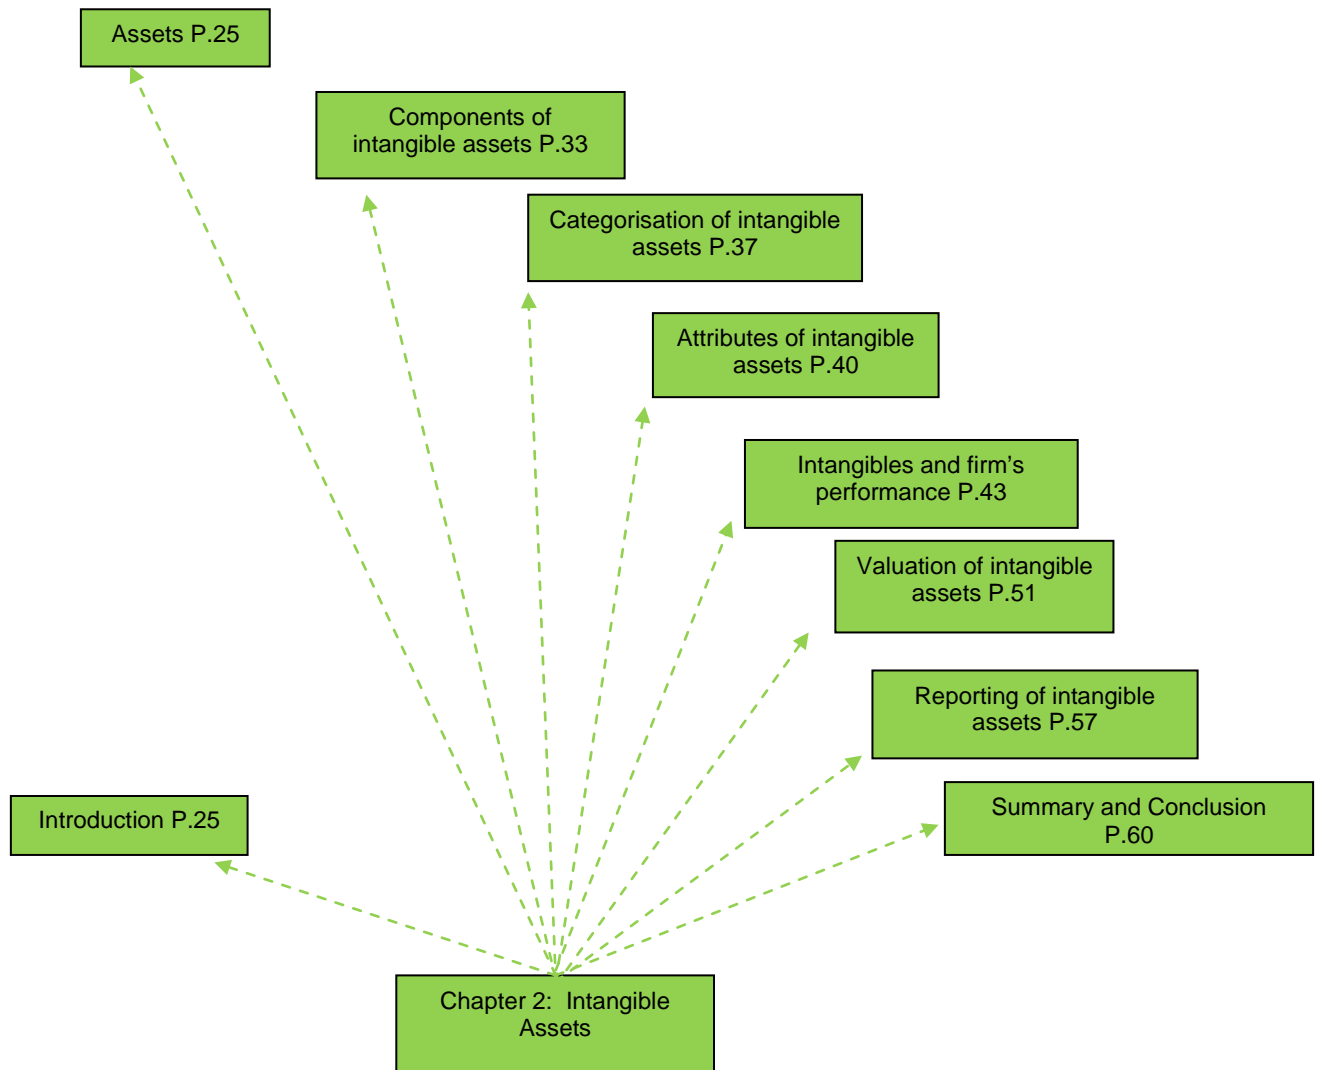 Assets P.25
Components of
intangible assets P.33
Categorisation of intangible
assets P.37
Attributes of intangible
assets P.40
Intangibles and firm’s
performance P.43
Valuation of intangible
assets P.51
Reporting of intangible
assets P.57
Introduction P.25
Summary and Conclusion
P.60
Chapter 2:  Intangible
Assets